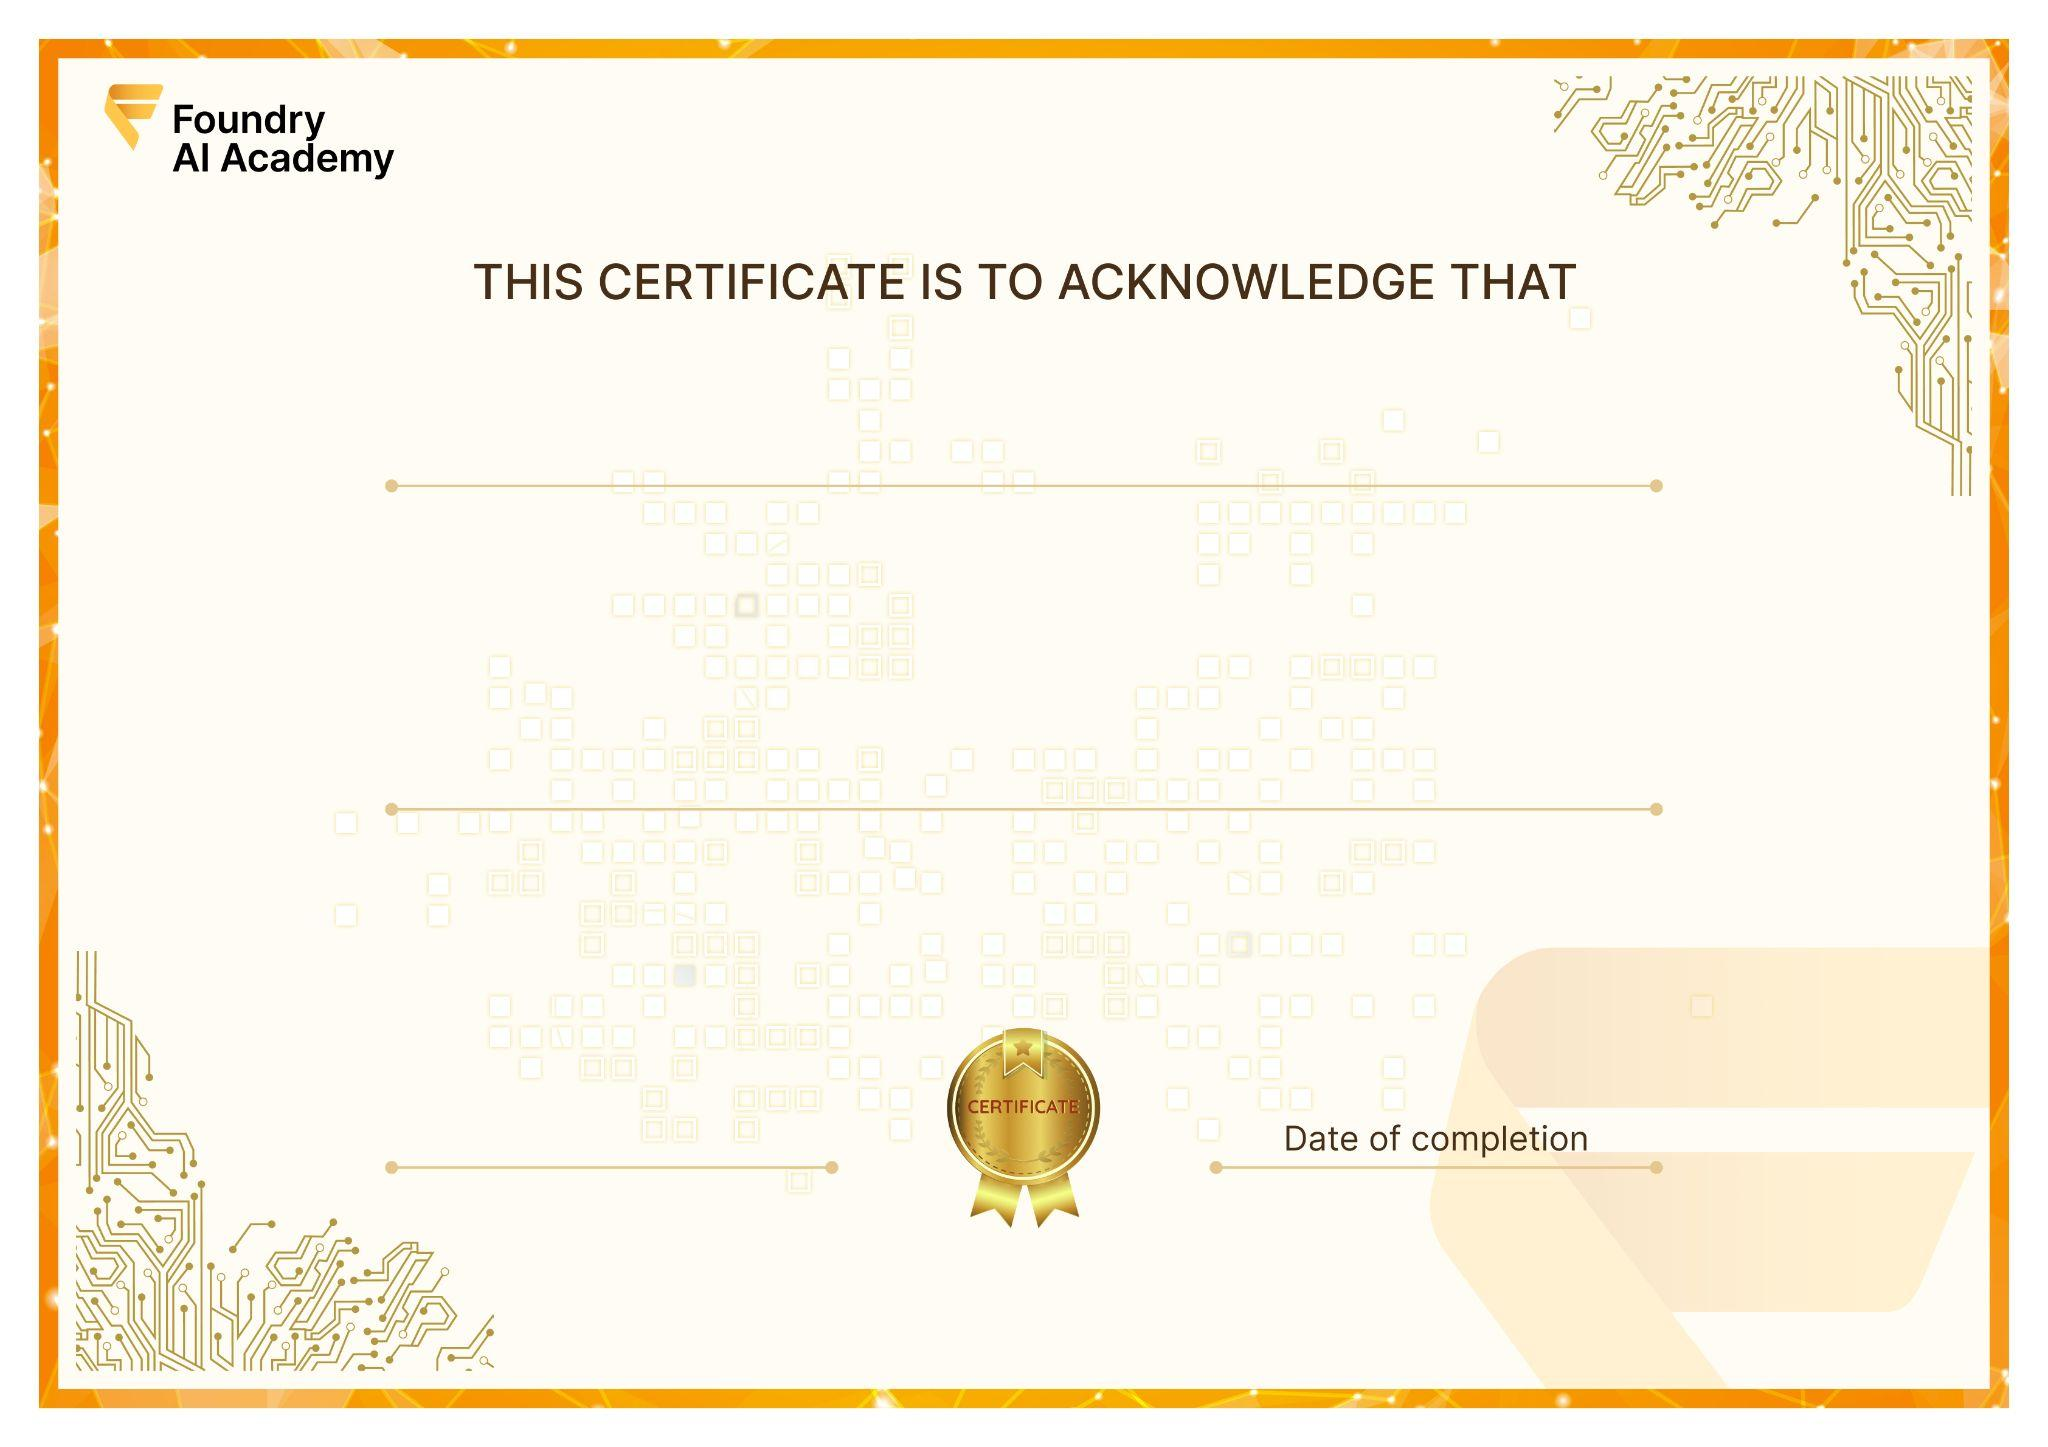 Foundry
AI Academy
THIS CERTIFICATE IS TO ACKNOWLEDGE THAT
CERTIFICATE
Date of completion